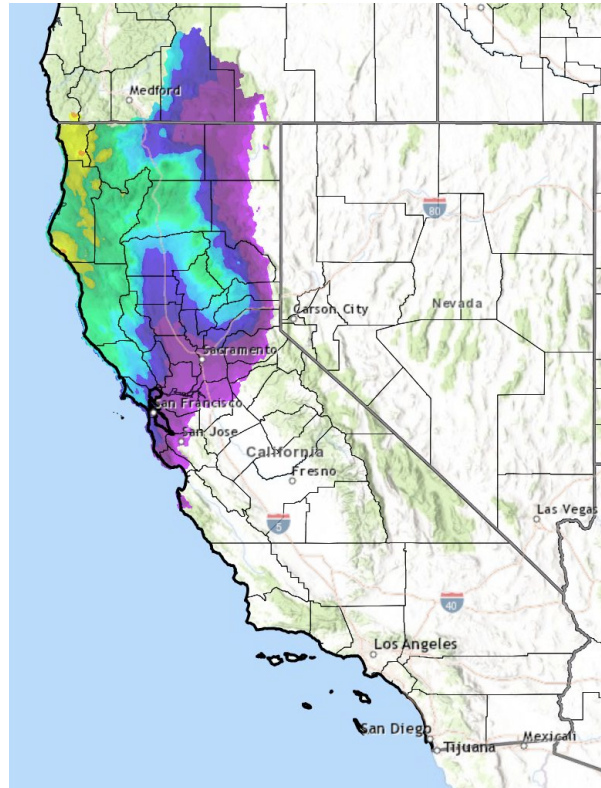 Medford
80
Carson City
Nevada
Sacramento
San Francisco
San Jose
California
Fresno
5
Las Vegas
40
Los Angeles
San Diego
Tijuana
Mexicali